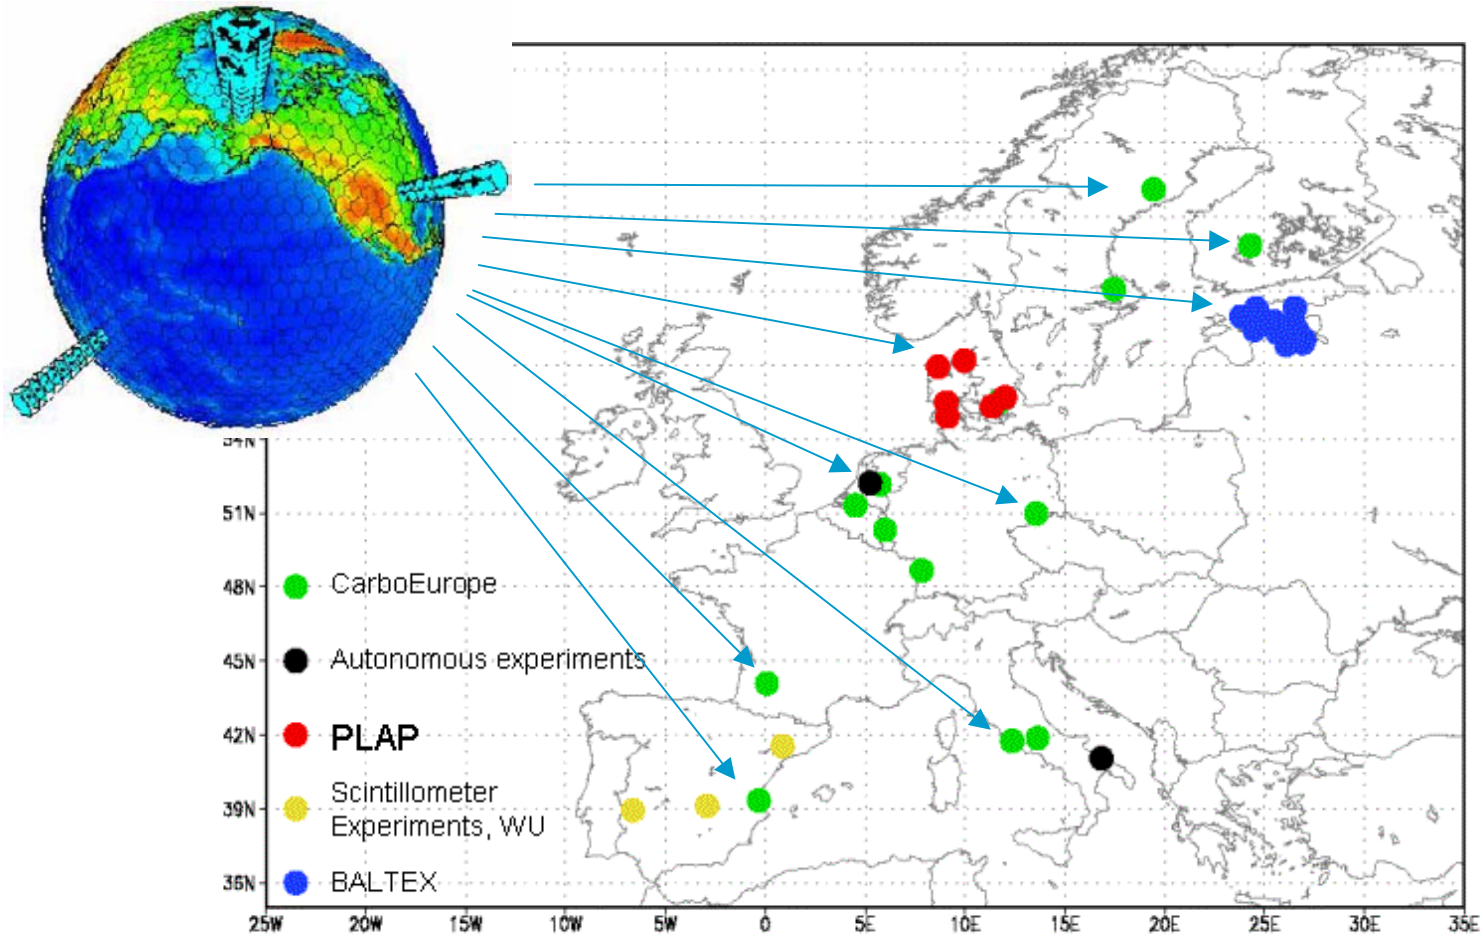 54N
51N
48N
45N
42N
39N
36N
CarboEurope
Autonomous experiments
PLAP
Scintillometer
Experiments, WU
BALTEX
25W 20W 15W 10W 5W 0 5E 10E 15E 20E 25E 30E 35E